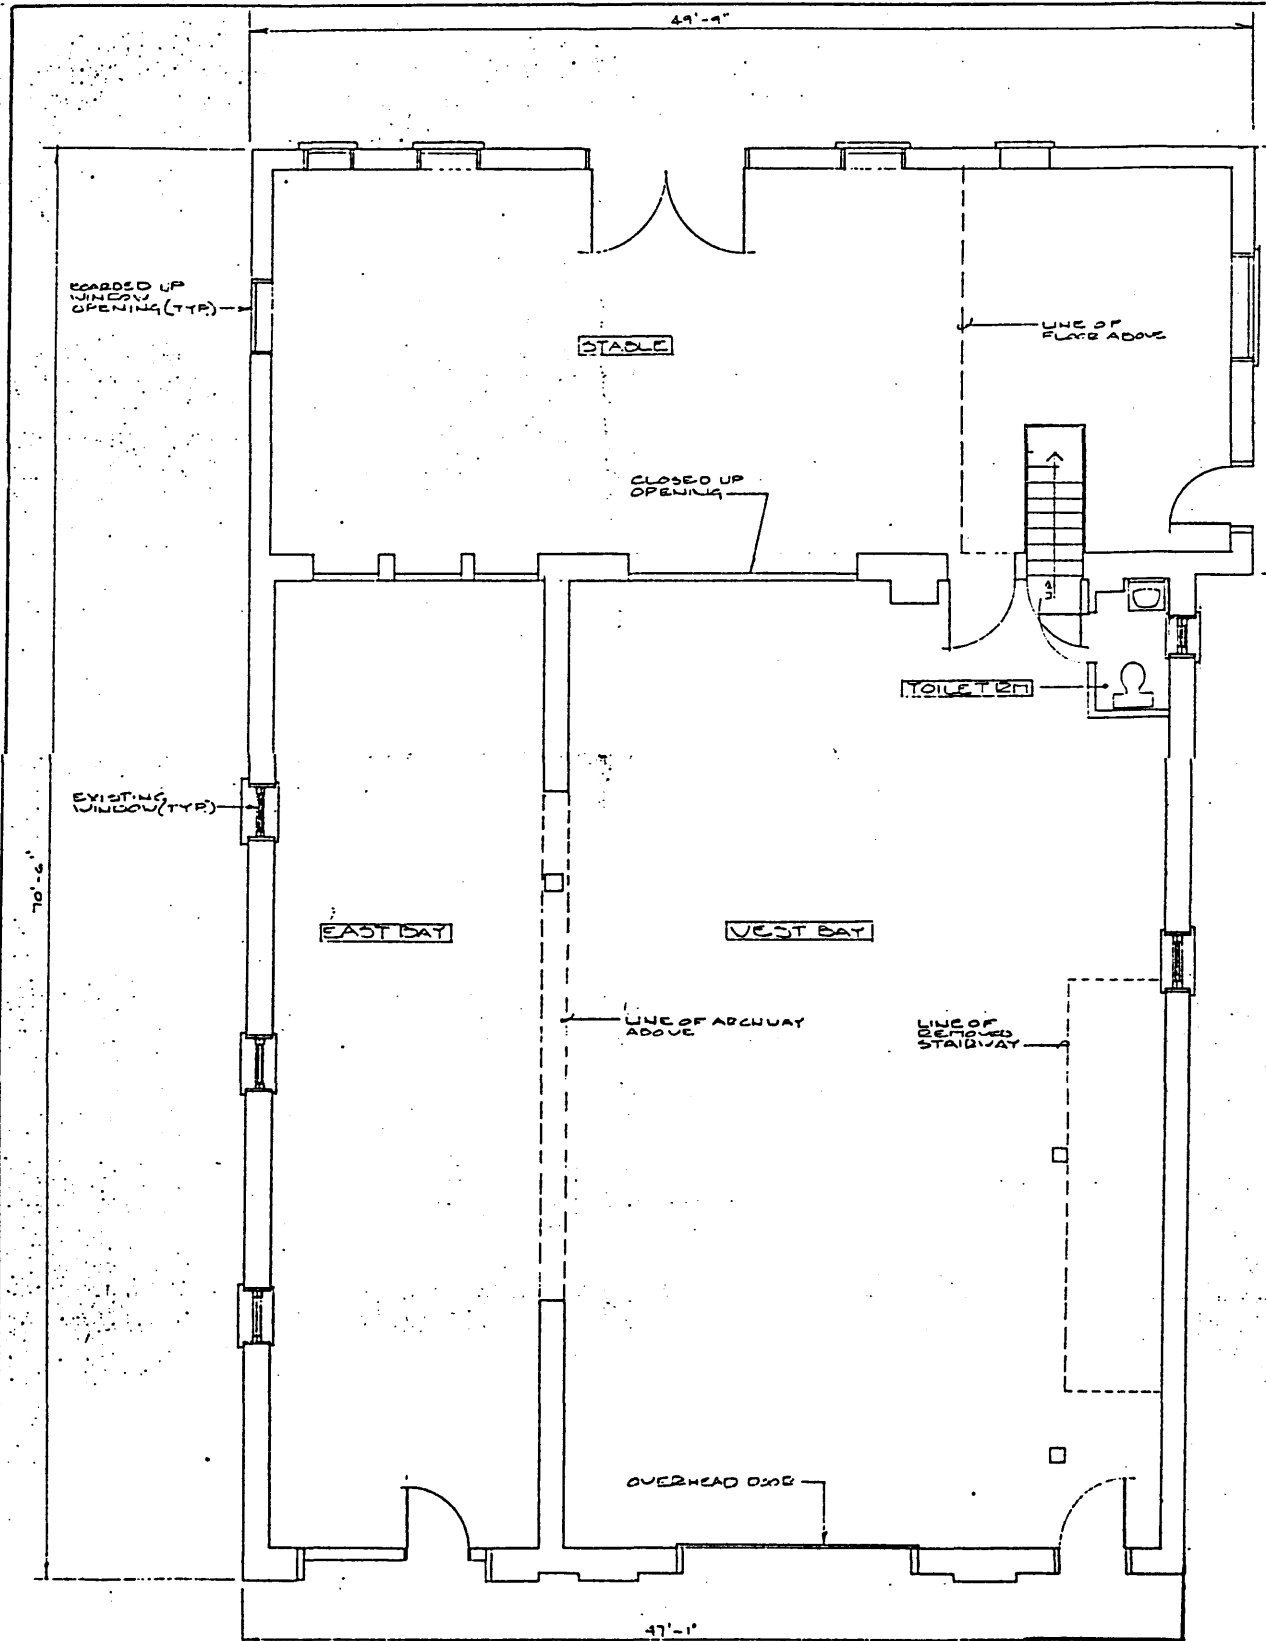 49'-9"
BOARDED UP
WINDOW
OPENING (TYP.)
STABLE
LINE OF
FLOOR ABOVE
CLOSED UP
OPENING
UP
TOILET RM
EXISTING
WINDOW (TYP.)
70'-6"
EAST BAY
WEST BAY
LINE OF ARCHWAY
ABOVE
LINE OF
REMOVED
STAIRWAY
OVERHEAD DOOR
47'-1"